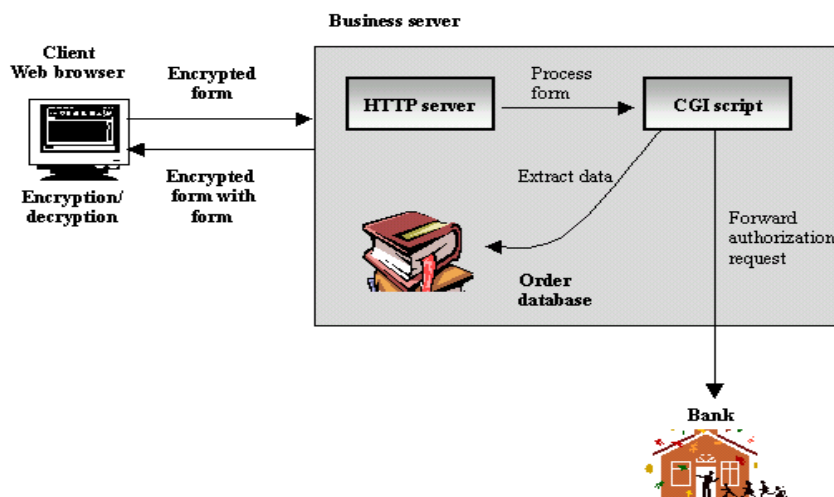 Business server
Client
Web browser
Encrypted
form
Encrypted
form with
form
Encryption/
decryption
HTTP server
Process
form
CGI script
Extract data
Order
database
Forward
authorization
request
Bank